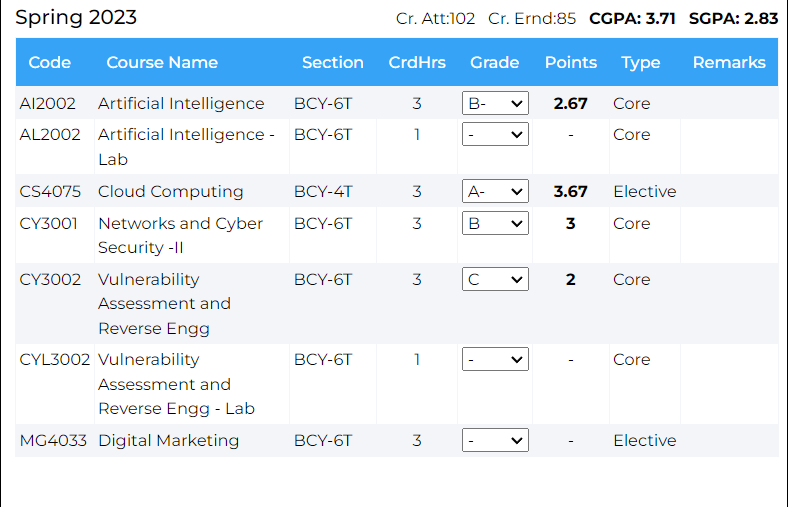 Spring 2023 Cr. Att:102 Cr. Ernd:85 CGPA: 3.71 SGPA: 2.83
Code Course Name Section CrdHrs Grade Points Type Remarks
AI2002 Artificial Intelligence BCY-6T 3 B- 2.67 Core
AL2002 Artificial Intelligence - BCY-6T 1 - - Core
Lab
CS4075 Cloud Computing BCY-4T 3 A- 3.67 Elective
CY3001 Networks and Cyber BCY-6T 3 B 3 Core
Security -II
CY3002 Vulnerability BCY-6T 3 C 2 Core
Assessment and
Reverse Engg
CYL3002 Vulnerability BCY-6T 1 - - Core
Assessment and
Reverse Engg - Lab
MG4033 Digital Marketing BCY-6T 3 - - Elective